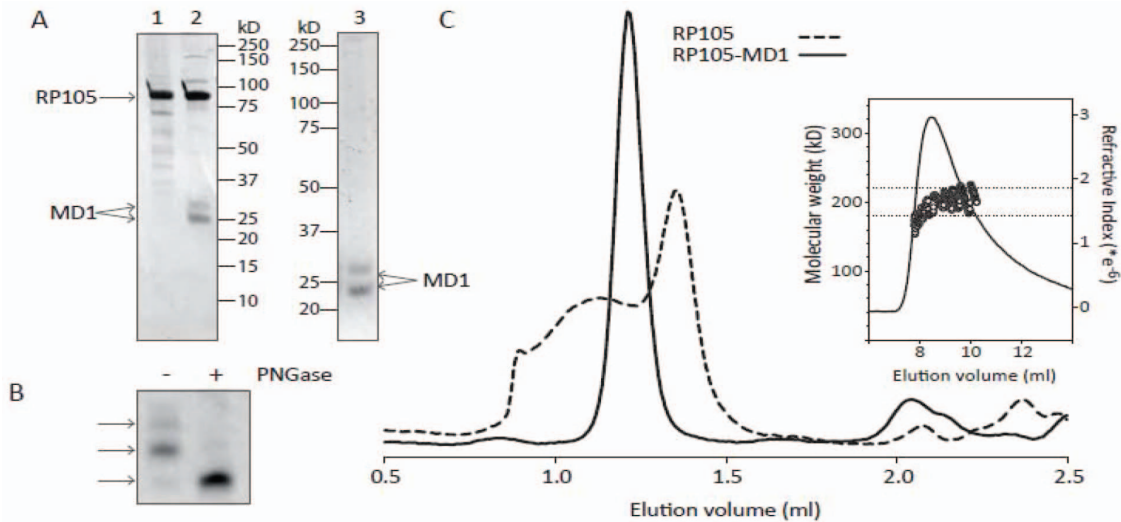 A
1 2
kD
250
150
100
75
50
37
25
20
15
10
RP105
MD1
kD
3
250
150
100
75
50
37
25
20
MD1
B
- + PNGase
C
RP105
RP105-MD1
0.5 1.0 1.5 2.0 2.5
Elution volume (ml)
Molecular weight (kD)
300
200
100
Refractive Index (*e⁻⁶)
3
2
1
0
8 10 12
Elution volume (ml)